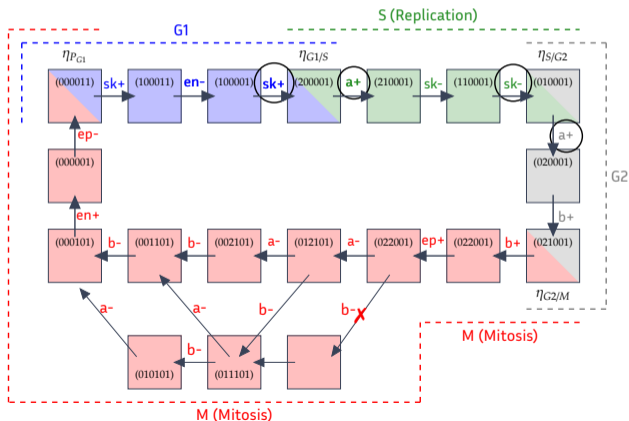 S (Replication)
G1
ηPG1
ηG1/S
ηS/G2
(000011)
sk+
(100011)
en-
(100001)
sk+
(200001)
a+
(210001)
sk-
(110001)
sk-
(010001)
ep-
a+
(000001)
(020001)
G2
en+
b+
(000101)
b-
(001101)
b-
(002101)
a-
(012101)
a-
(022001)
ep+
(022001)
b+
(021001)
ηG2/M
a-
a-
b-
b-
✗
M (Mitosis)
(010101)
b-
(011101)
M (Mitosis)